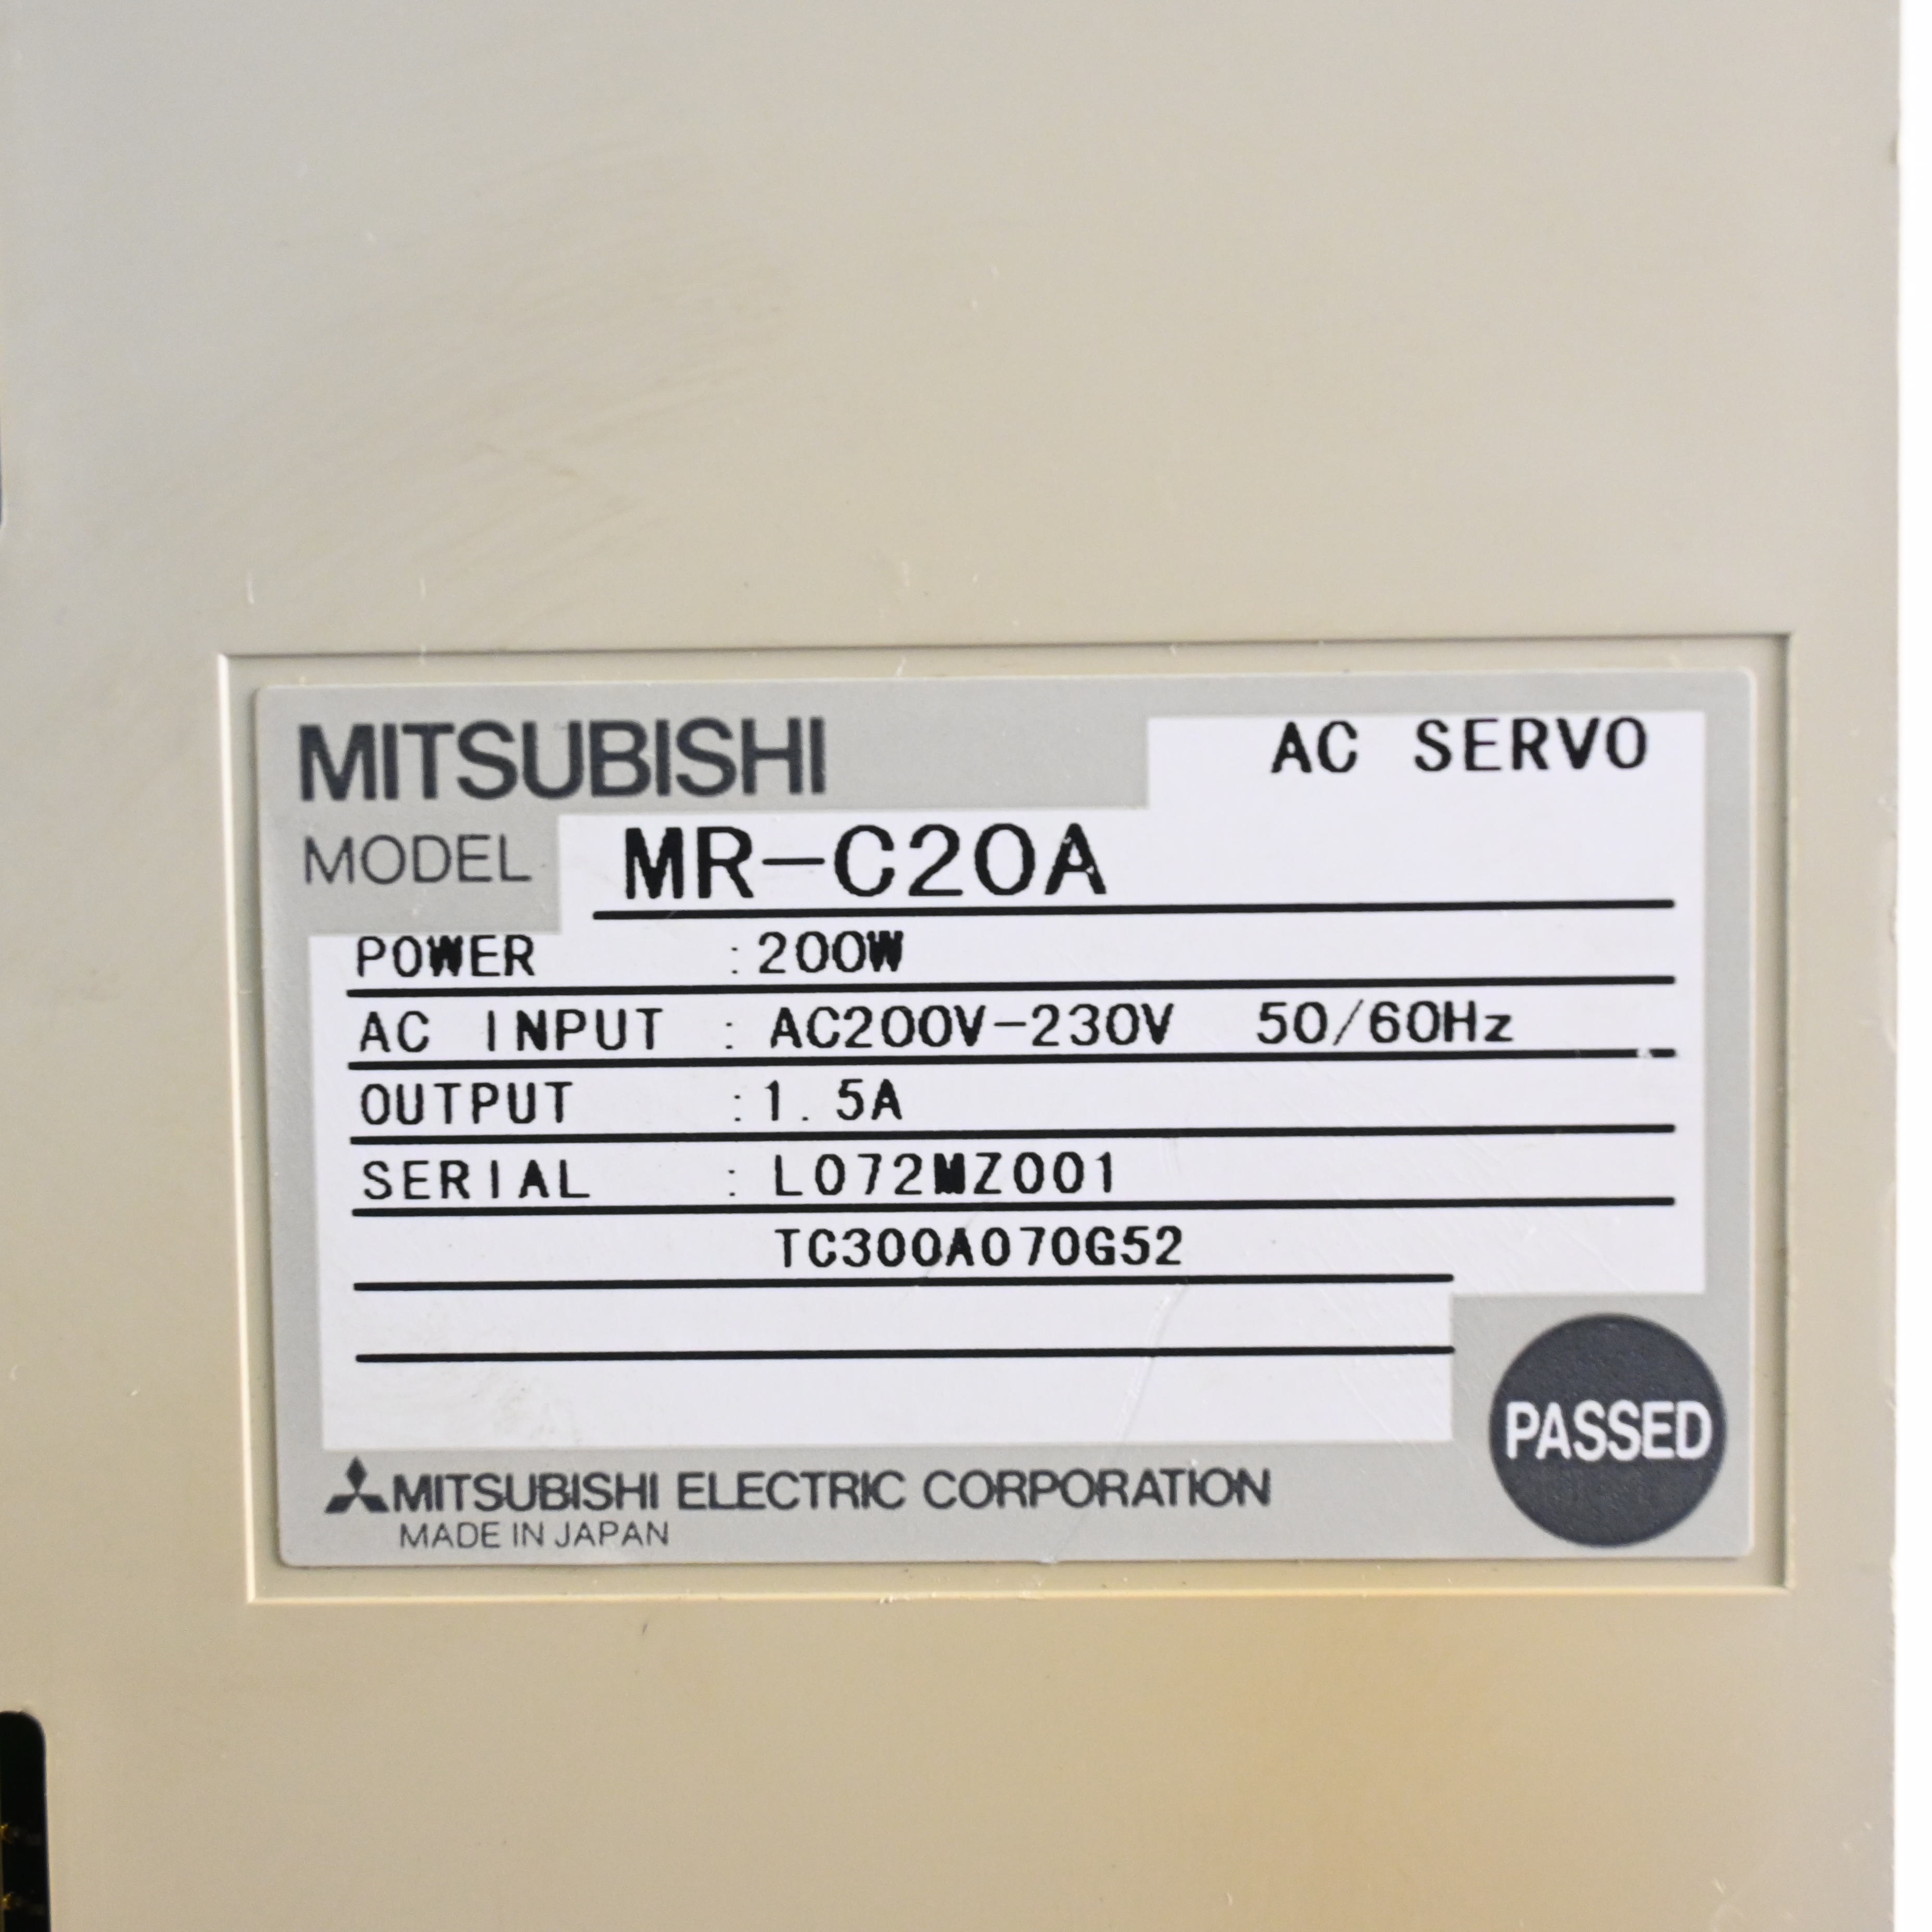 MITSUBISHI
AC SERVO
MODEL MR-C20A
POWER :200W
AC INPUT : AC200V-230V 50/60Hz
OUTPUT :1.5A
SERIAL : L072MZ001
TC300A070G52
PASSED
MITSUBISHI ELECTRIC CORPORATION
MADE IN JAPAN